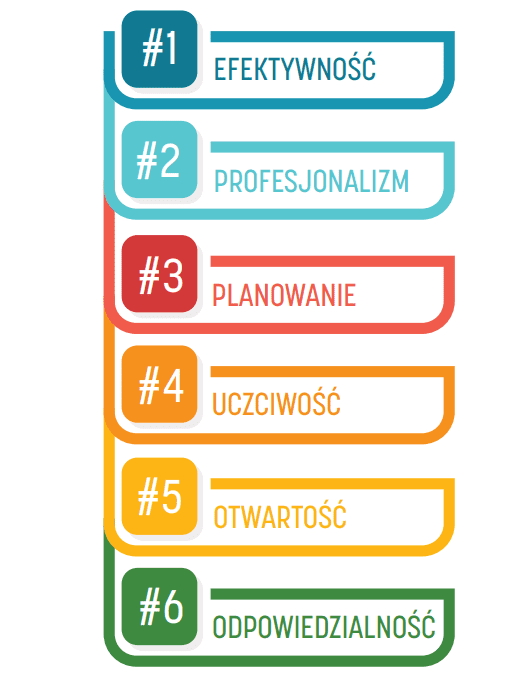 #1
EFEKTYWNOŚĆ
#2
PROFESJONALIZM
#3
PLANOWANIE
#4
UCZCIWOŚĆ
#5
OTWARTOŚĆ
#6
ODPOWIEDZIALNOŚĆ